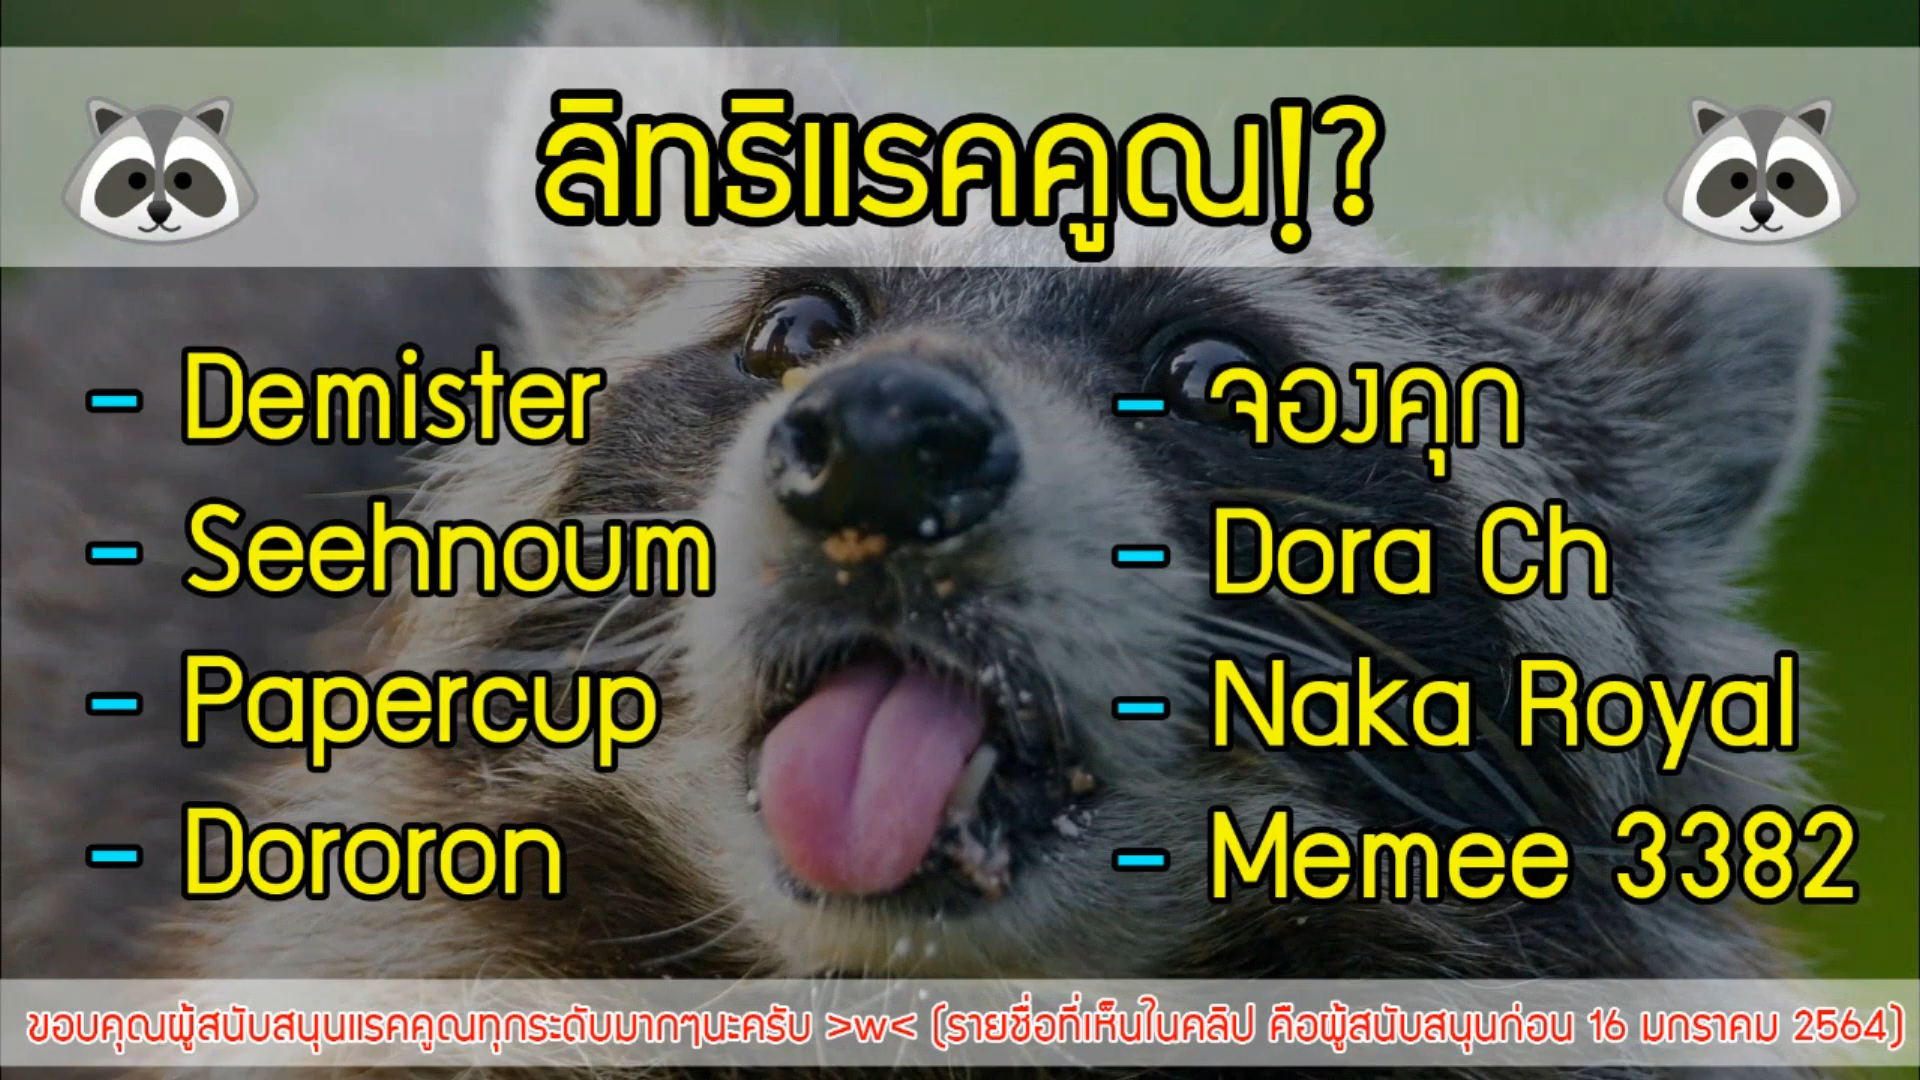 ลิทธิแรคคูณ!?
- Demister
- Seehnoum
- Papercup
- Dororon
- จองคุก
- Dora Ch
- Naka Royal
- Memee 3382
ขอบคุณผู้สนับสนุนแรคคูณทุกระดับมากๆนะครับ >w< (รายชื่อที่เห็นในคลิป คือผู้สนับสนุนก่อน 16 มกราคม 2564)